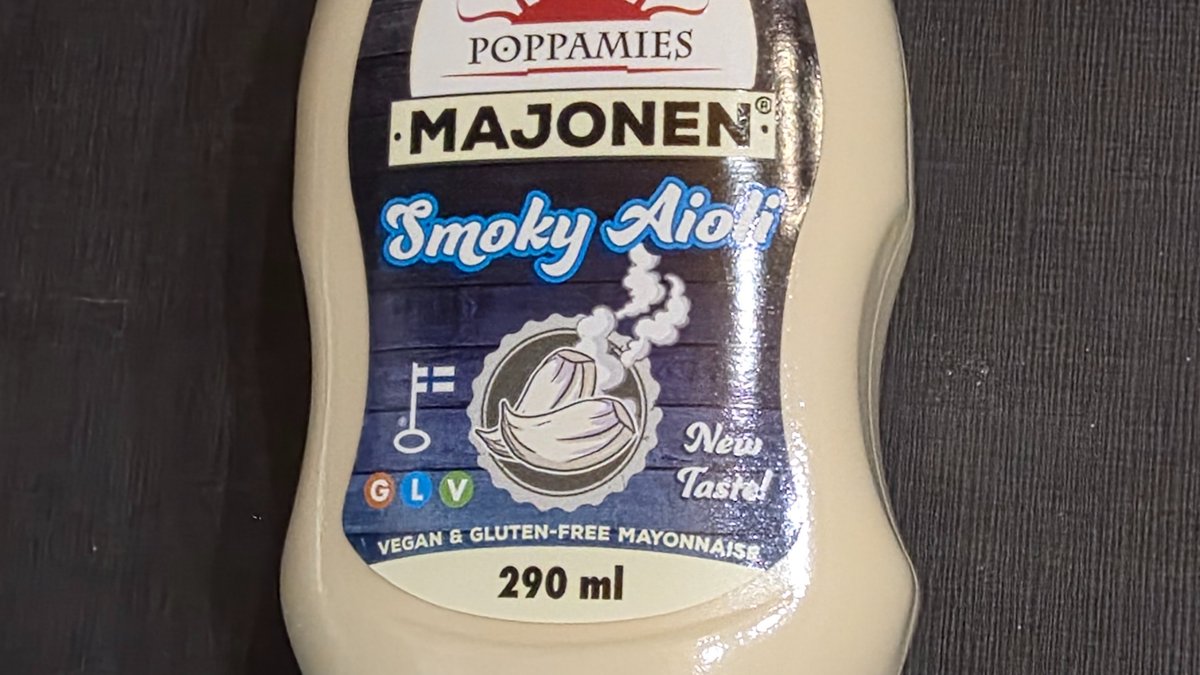 POPPAMIES
MAJONEN®
Smoky Aioli
New
Taste!
G L V
VEGAN & GLUTEN-FREE MAYONNAISE
290 ml